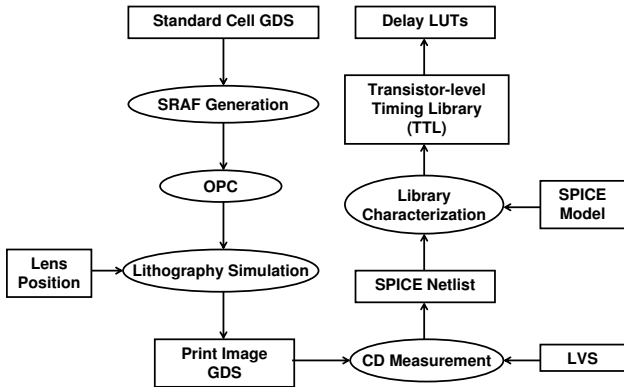 Standard Cell GDS
SRAF Generation
OPC
Lens
Position
Lithography Simulation
Print Image
GDS
Delay LUTs
Transistor-level
Timing Library
(TTL)
Library
Characterization
SPICE
Model
SPICE Netlist
CD Measurement
LVS